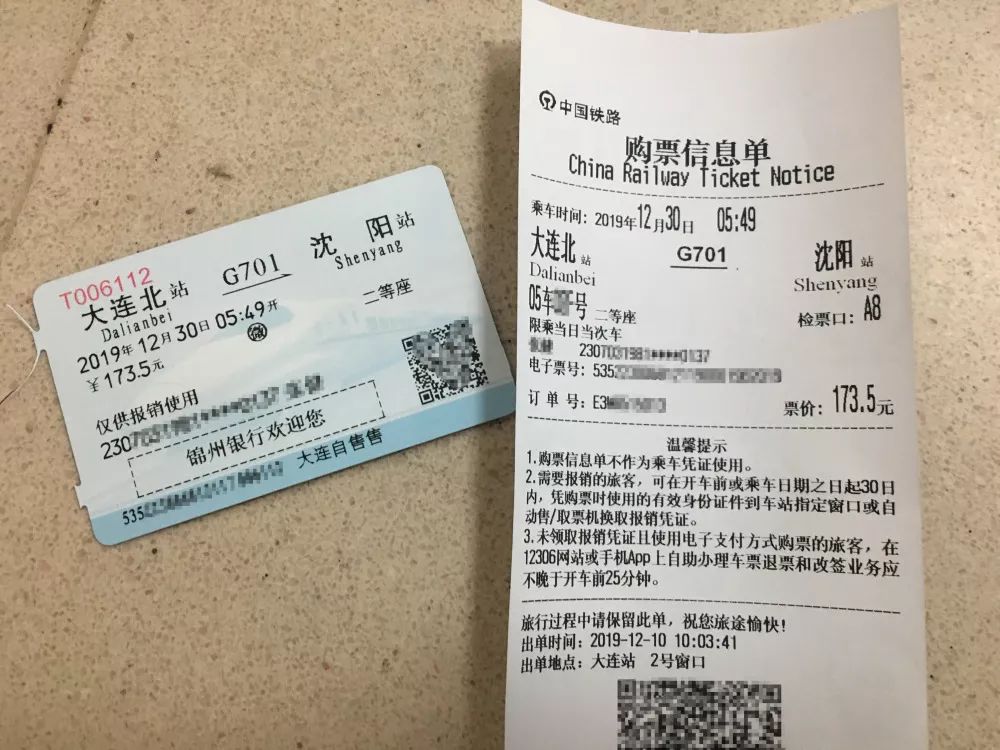 T006112
大连北站
G701
沈阳站
Dalianbei
Shenyang
2019年12月30日05:49开
二等座
￥173.5元
仅供报销使用
230
锦州银行欢迎您
535
大连自售售
中国铁路
购票信息单
China Railway Ticket Notice
乘车时间：2019年12月30日 05:49
大连北站
G701
沈阳站
Dalianbei
Shenyang
05车 号 二等座
检票口：A8
限乘当日当次车
2307031981****0137
电子票号：535
订单号：E3
票价：173.5元
温馨提示
1.购票信息单不作为乘车凭证使用。
2.需要报销的旅客，可在开车前或乘车日期之日起30日
内，凭购票时使用的有效身份证件到车站指定窗口或自
动售/取票机换取报销凭证。
3.未领取报销凭证且使用电子支付方式购票的旅客，在
12306网站或手机App上自助办理车票退票和改签业务应
不晚于开车前25分钟。
旅行过程中请保留此单，祝您旅途愉快！
出单时间：2019-12-10 10:03:41
出单地点：大连站 2号窗口